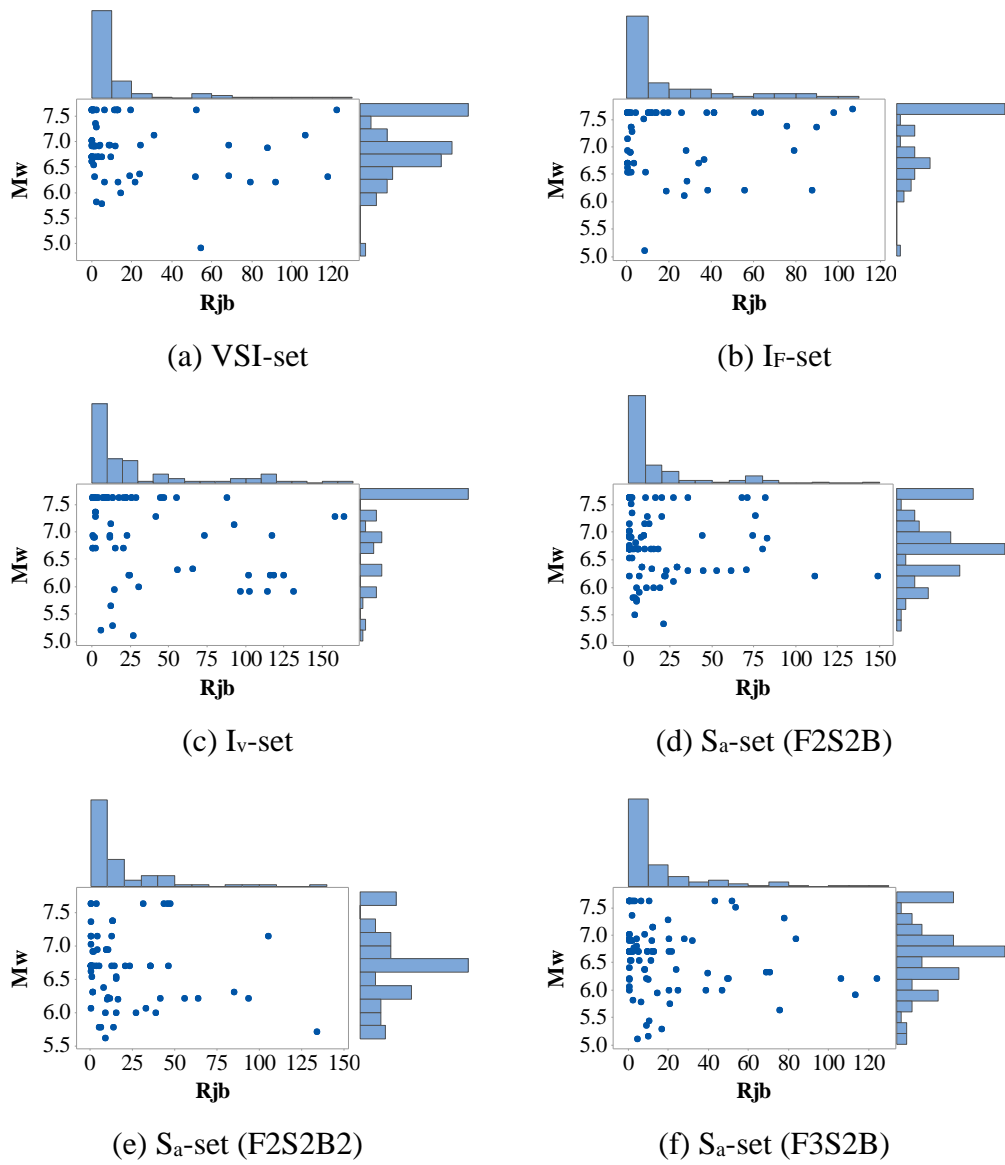 7.5
7.0
6.5
6.0
5.5
5.0
Mw
0 20 40 60 80 100 120
Rjb
(a) VSI-set
7.5
7.0
6.5
6.0
5.5
5.0
Mw
0 20 40 60 80 100 120
Rjb
(b) IF-set
7.5
7.0
6.5
6.0
5.5
5.0
Mw
0 25 50 75 100 125 150
Rjb
(c) Iv-set
7.5
7.0
6.5
6.0
5.5
5.0
Mw
0 25 50 75 100 125 150
Rjb
(d) Sa-set (F2S2B)
7.5
7.0
6.5
6.0
5.5
Mw
0 25 50 75 100 125 150
Rjb
(e) Sa-set (F2S2B2)
7.5
7.0
6.5
6.0
5.5
5.0
Mw
0 20 40 60 80 100 120
Rjb
(f) Sa-set (F3S2B)